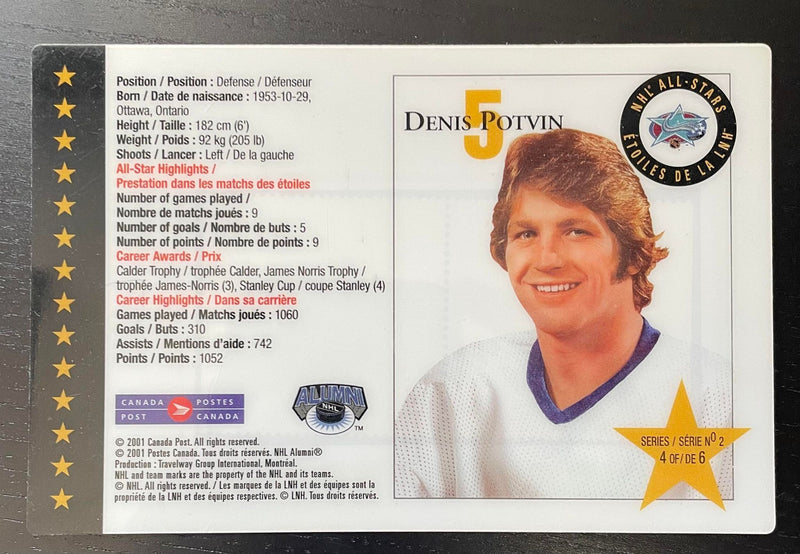 Position / Position : Defense / Défenseur
Born / Date de naissance : 1953-10-29,
Ottawa, Ontario
Height / Taille : 182 cm (6')
Weight / Poids : 92 kg (205 lb)
Shoots / Lancer : Left / De la gauche
All-Star Highlights /
Prestation dans les matchs des étoiles
Number of games played /
Nombre de matchs joués : 9
Number of goals / Nombre de buts : 5
Number of points / Nombre de points : 9
Career Awards / Prix
Calder Trophy / trophée Calder, James Norris Trophy /
trophée James-Norris (3), Stanley Cup / coupe Stanley (4)
Career Highlights / Dans sa carrière
Games played / Matchs joués : 1060
Goals / Buts : 310
Assists / Mentions d'aide : 742
Points / Points : 1052
CANADA POSTES
POST CANADA
ALUMNI
NHL
™
© 2001 Canada Post. All rights reserved.
© 2001 Postes Canada. Tous droits réservés. NHL Alumni®
Production : Travelway Group International, Montréal.
NHL and team marks are the property of the NHL and its teams.
© NHL. All rights reserved. / Les marques de la LNH et des équipes sont la
propriété de la LNH et des équipes respectives. © LNH. Tous droits réservés.
5
DENIS POTVIN
NHL® ALL-STARS
ÉTOILES DE LA LNH™
SERIES / SÉRIE Nº 2
4 OF/DE 6